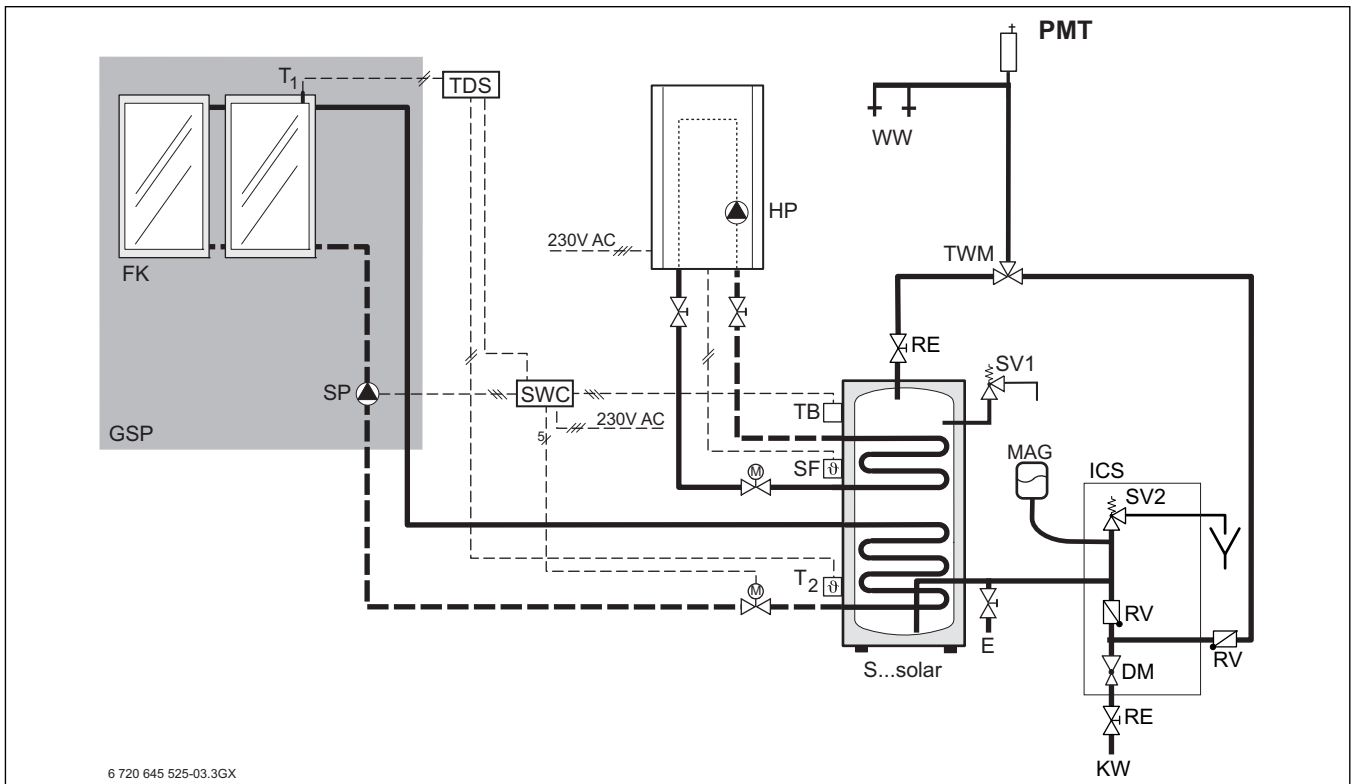 PMT
T1
TDS
WW
HP
230V AC
TWM
FK
RE
SV1
SP
SWC
TB
230V AC
GSP
5
MAG
M
SF
ϑ
ICS
SV2
T2
ϑ
M
RV
E
RV
S...solar
DM
RE
KW
6 720 645 525-03.3GX